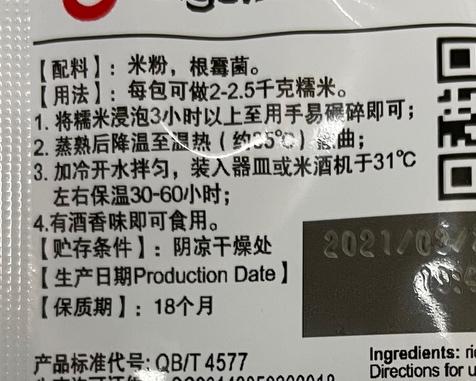 【配料】：米粉，根霉菌。
【用法】：每包可做2-2.5千克糯米。
1. 将糯米浸泡3小时以上至用手易碾碎即可；
2. 蒸熟后降温至温热（约35℃）曲；
3. 加冷开水拌匀，装入器皿或米酒机于31℃
左右保温30-60小时；
4.有酒香味即可食用。
【贮存条件】：阴凉干燥处
【生产日期Production Date】
2021/09/
【保质期】：18个月
产品标准代号: QB/T 4577
Ingredients: ri
Directions for u